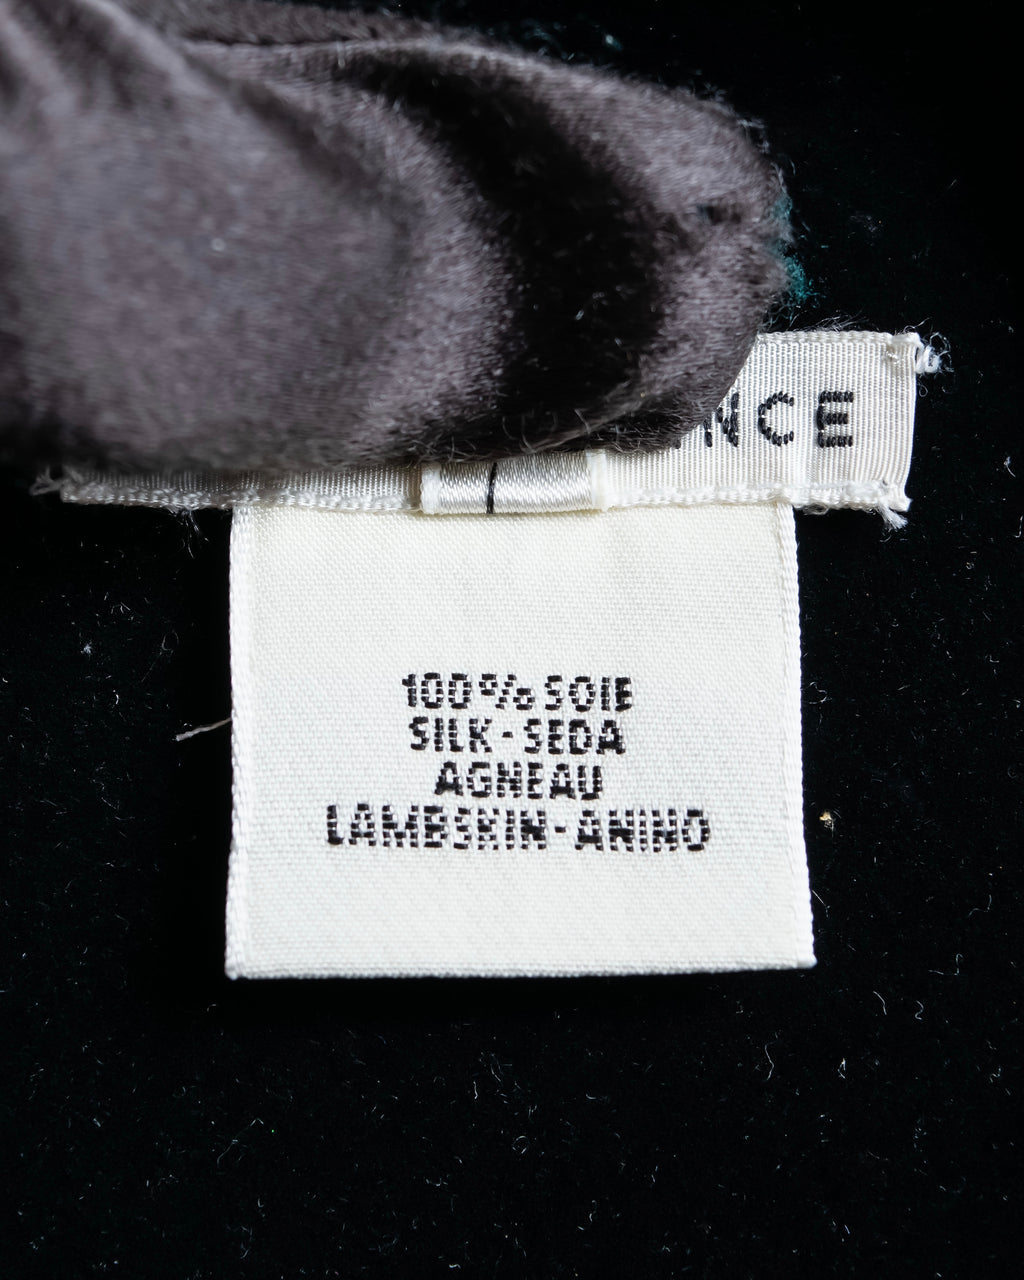 NCE
100% SOIE
SILK - SEDA
AGNEAU
LAMBSKIN - ANINO